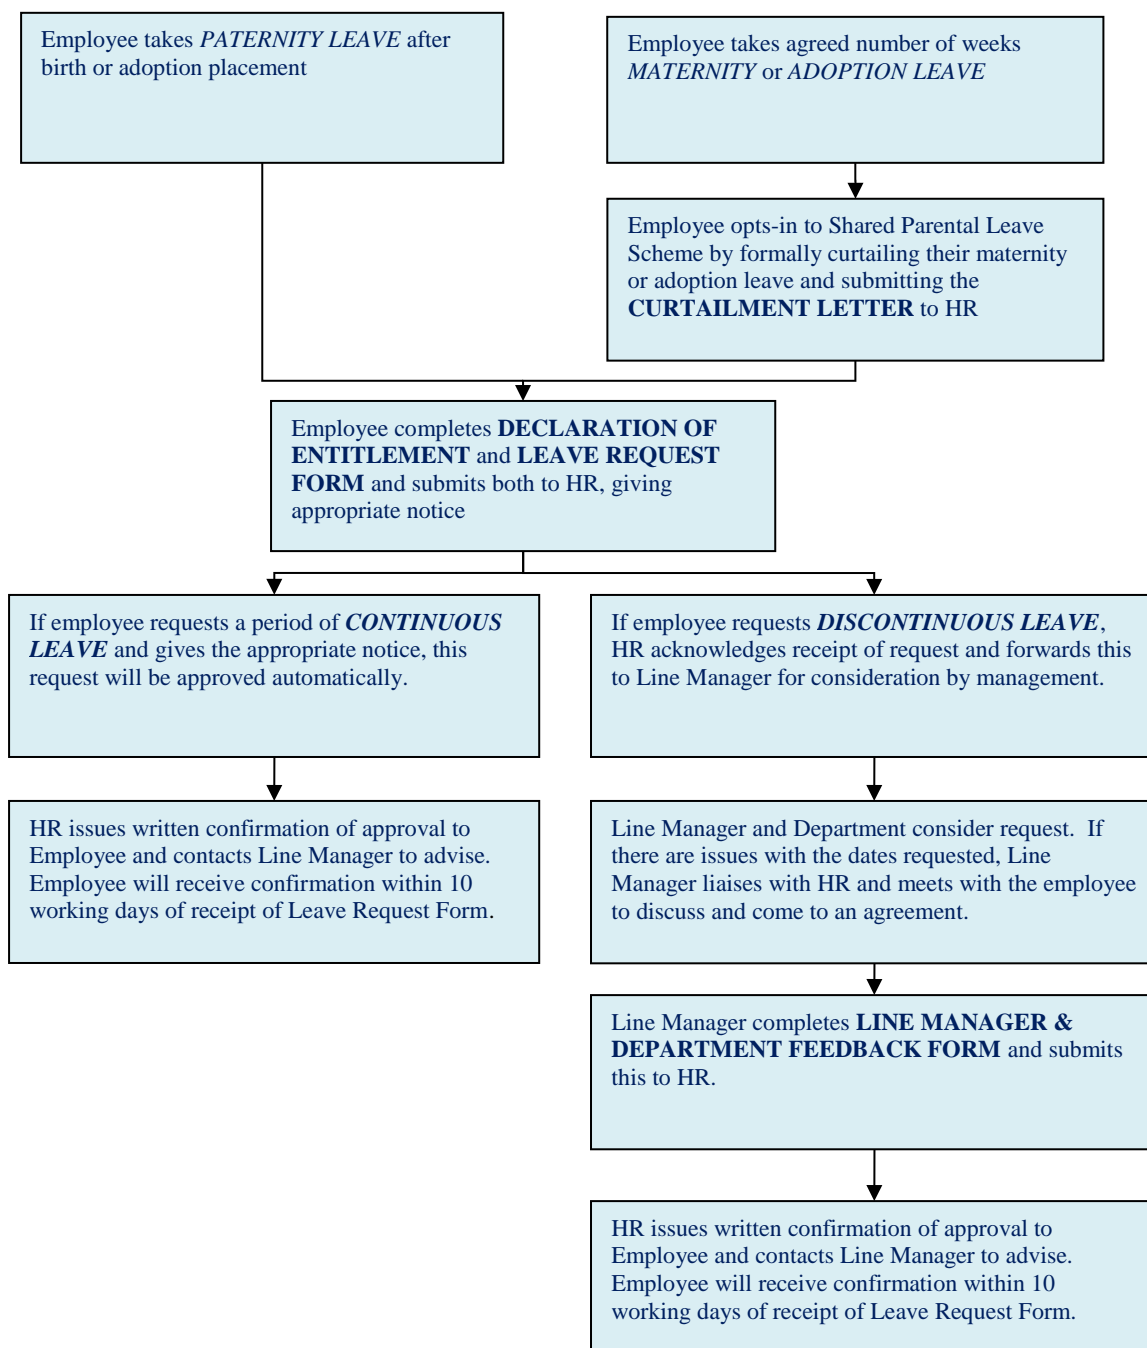 Employee takes PATERNITY LEAVE after
birth or adoption placement
Employee takes agreed number of weeks
MATERNITY or ADOPTION LEAVE
Employee opts-in to Shared Parental Leave
Scheme by formally curtailing their maternity
or adoption leave and submitting the
CURTAILMENT LETTER to HR
Employee completes DECLARATION OF
ENTITLEMENT and LEAVE REQUEST
FORM and submits both to HR, giving
appropriate notice
If employee requests a period of CONTINUOUS
LEAVE and gives the appropriate notice, this
request will be approved automatically.
If employee requests DISCONTINUOUS LEAVE,
HR acknowledges receipt of request and forwards this
to Line Manager for consideration by management.
HR issues written confirmation of approval to
Employee and contacts Line Manager to advise.
Employee will receive confirmation within 10
working days of receipt of Leave Request Form.
Line Manager and Department consider request.  If
there are issues with the dates requested, Line
Manager liaises with HR and meets with the employee
to discuss and come to an agreement.
Line Manager completes LINE MANAGER &
DEPARTMENT FEEDBACK FORM and submits
this to HR.
HR issues written confirmation of approval to
Employee and contacts Line Manager to advise.
Employee will receive confirmation within 10
working days of receipt of Leave Request Form.